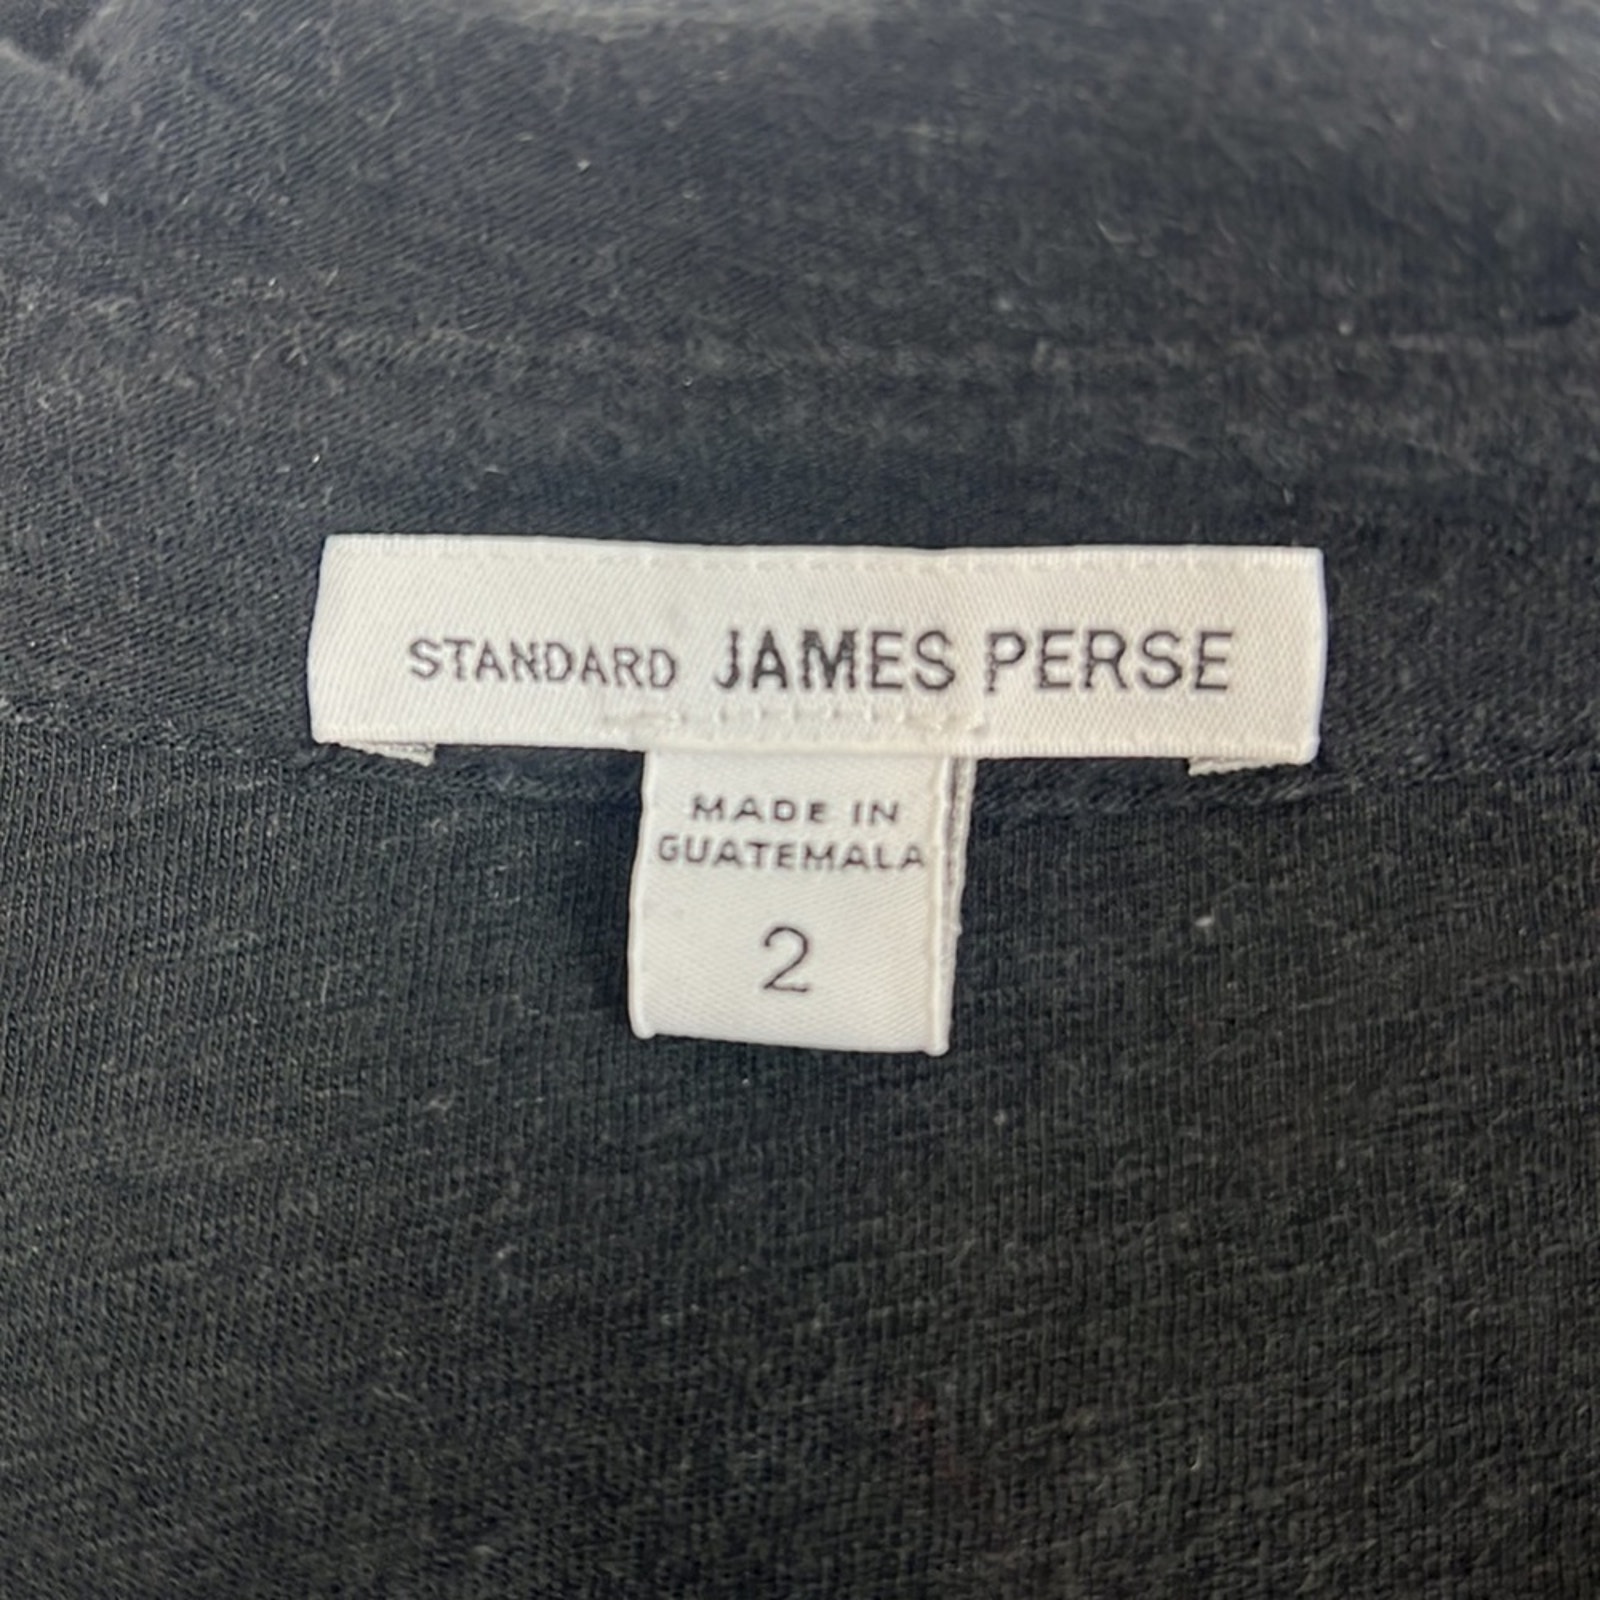 STANDARD JAMES PERSE
MADE IN
GUATEMALA
2